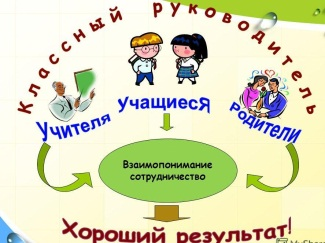 Классный руководитель
Учителя
Учащиеся
Родители
Взаимопонимание
сотрудничество
Хороший результат!